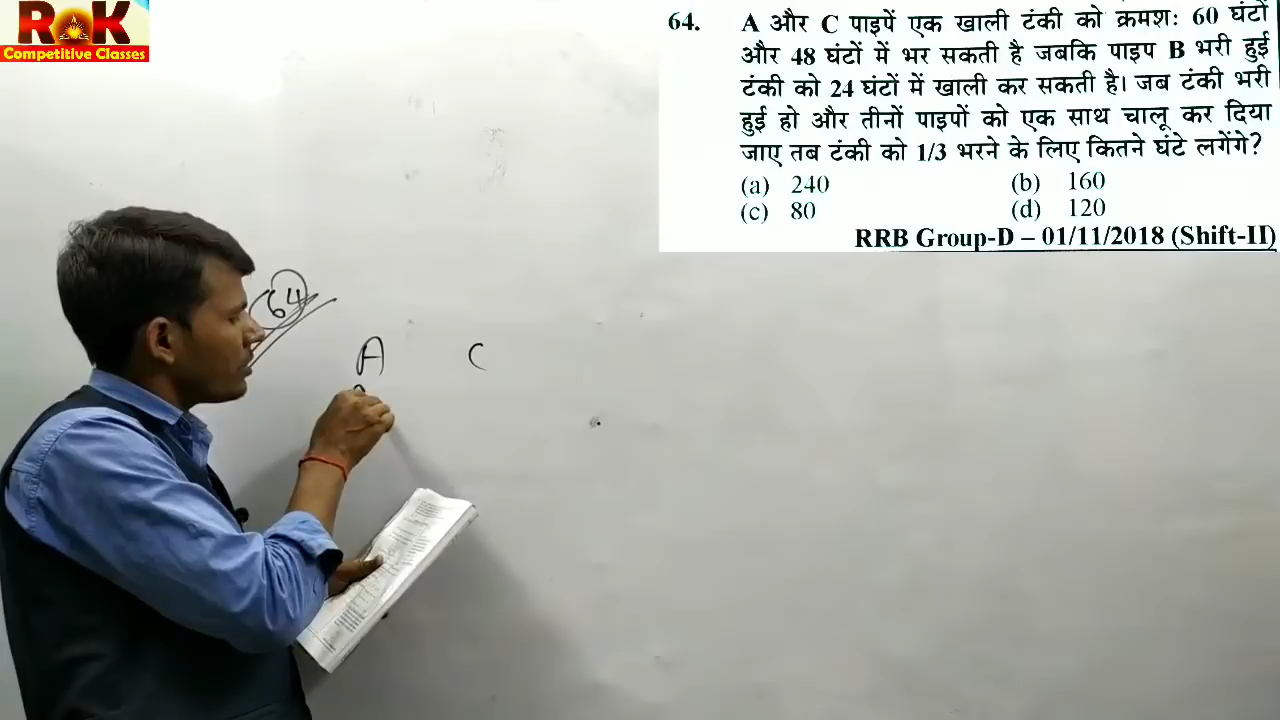 ROK
Competitive Classes
64. A और C पाइपें एक खाली टंकी को क्रमशः 60 घंटों
और 48 घंटों में भर सकती है जबकि पाइप B भरी हुई
टंकी को 24 घंटों में खाली कर सकती है। जब टंकी भरी
हुई हो और तीनों पाइपों को एक साथ चालू कर दिया
जाए तब टंकी को 1/3 भरने के लिए कितने घंटे लगेंगे?
(a) 240 (b) 160
(c) 80 (d) 120
RRB Group-D – 01/11/2018 (Shift-II)
64
A C